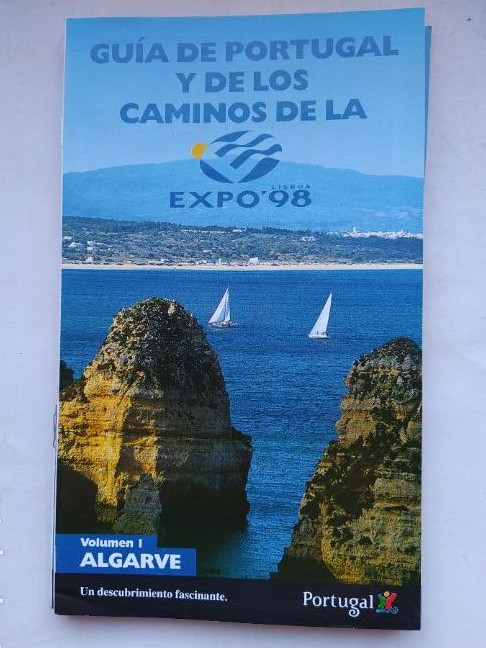 GUÍA DE PORTUGAL
Y DE LOS
CAMINOS DE LA
LISBOA
EXPO'98
Volumen I
ALGARVE
Un descubrimiento fascinante.
Portugal